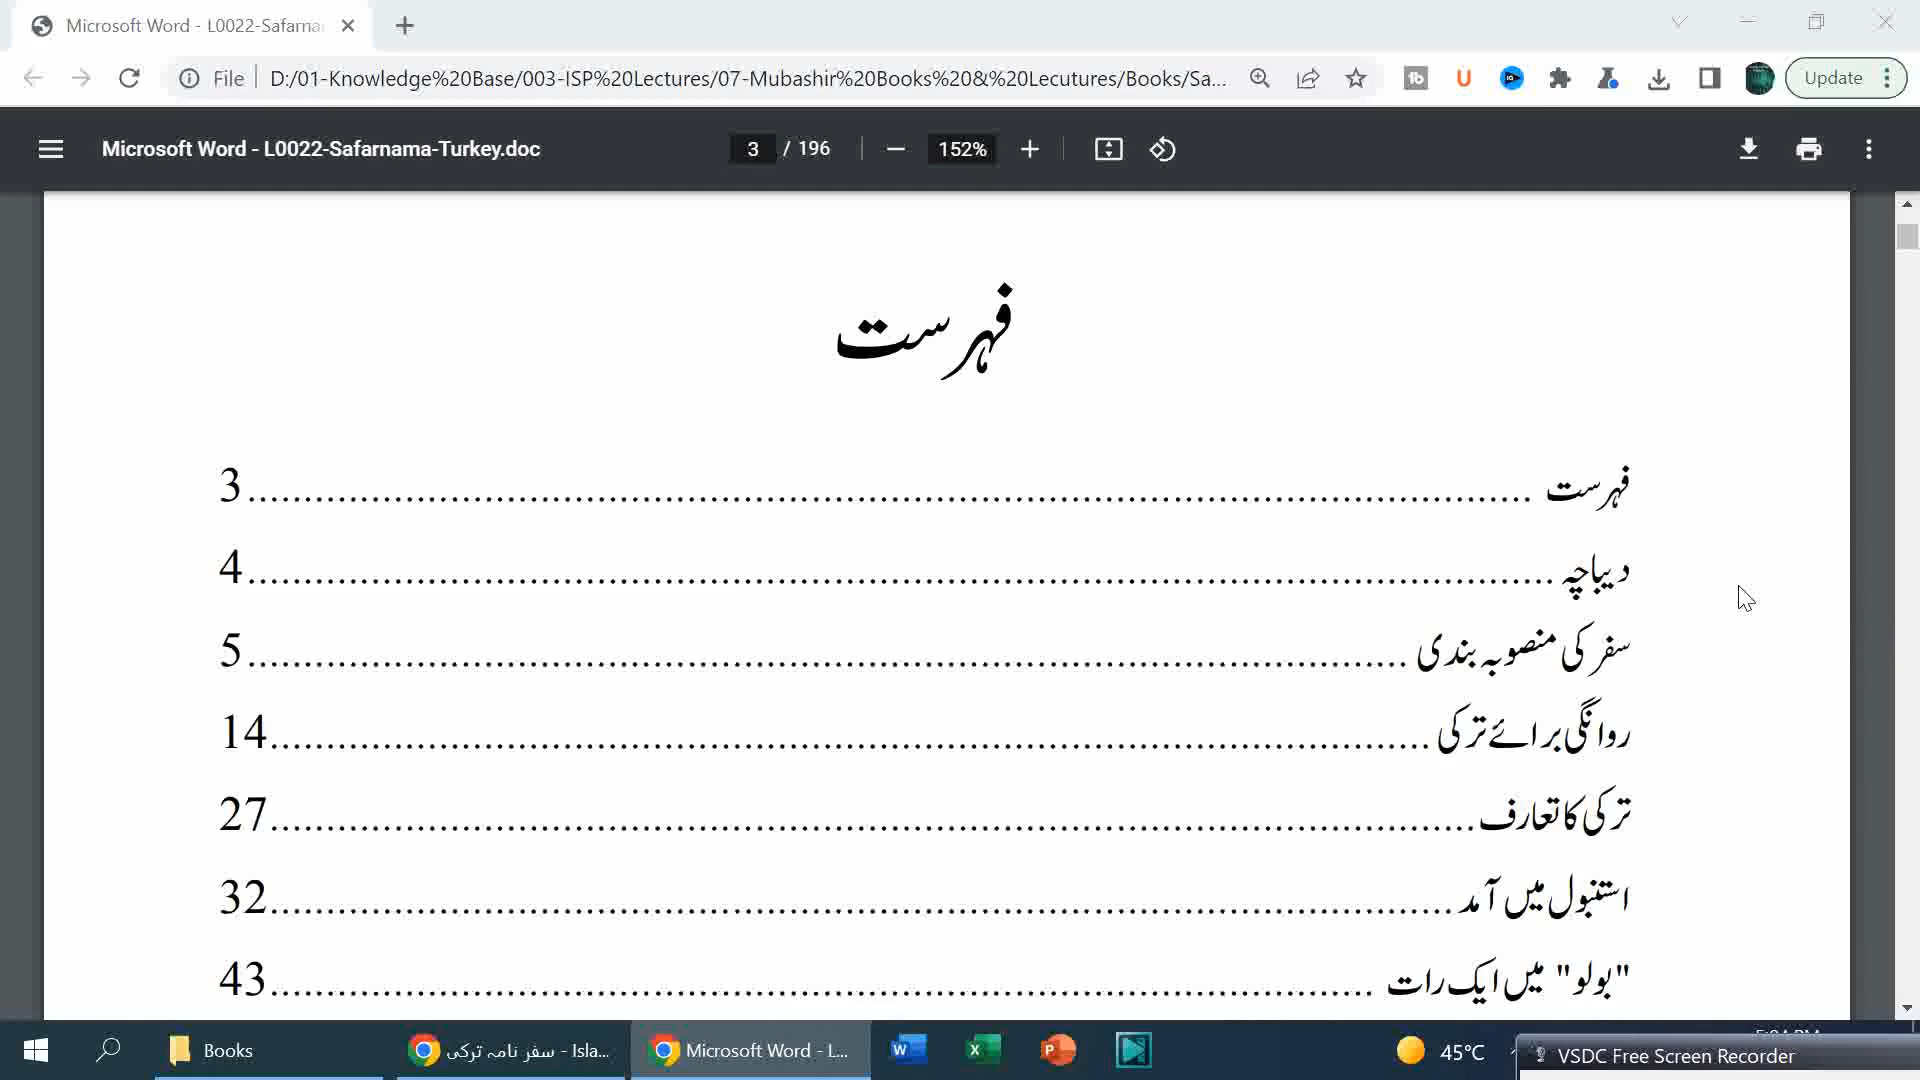 Microsoft Word - L0022-Safarna
File
D:/01-Knowledge%20Base/003-ISP%20Lectures/07-Mubashir%20Books%20&%20Lecutures/Books/Sa...
Update
Microsoft Word - L0022-Safarnama-Turkey.doc
3 / 196
152%
فہرست
فہرست ........ 3
دیباچہ ........ 4
سفر کی منصوبہ بندی ........ 5
روانگی برائے ترکی ........ 14
ترکی کا تعارف ........ 27
استنبول میں آمد ........ 32
"بولو" میں ایک رات ........ 43
Books
سفر نامہ ترکی - Isla...
Microsoft Word - L...
45°C
VSDC Free Screen Recorder